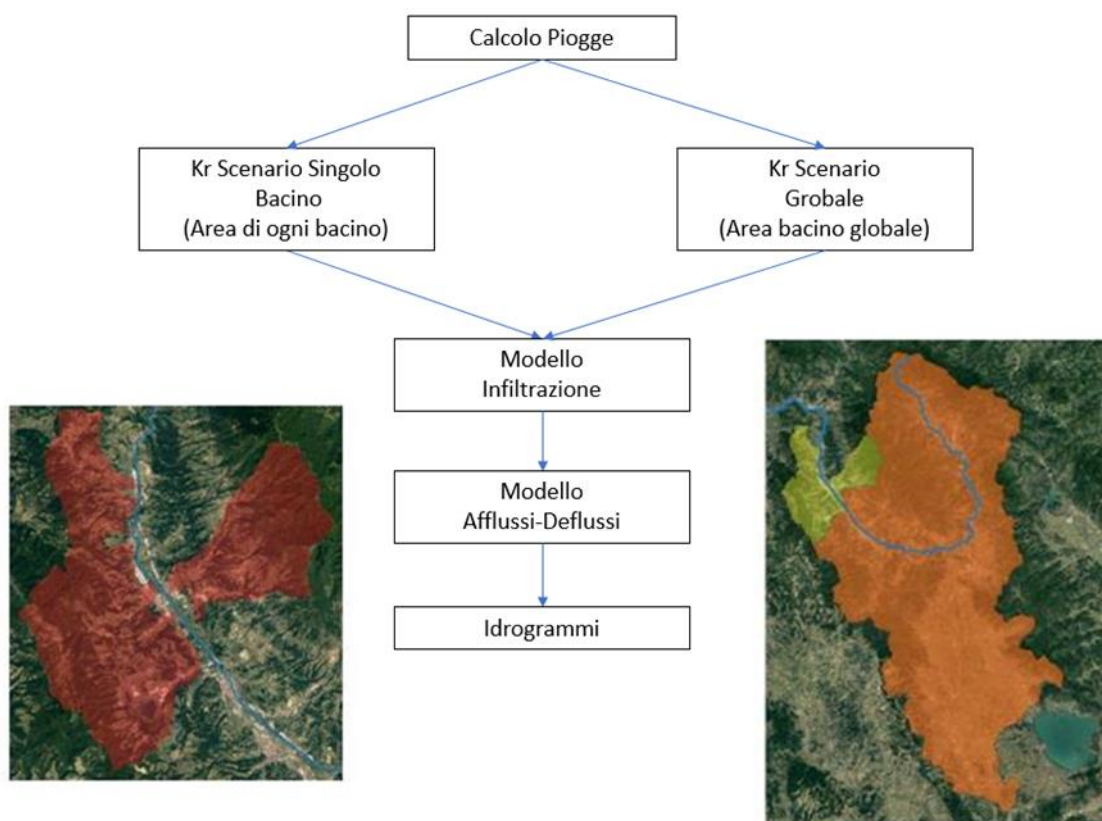 Calcolo Piogge
Kr Scenario Singolo
Bacino
(Area di ogni bacino)
Kr Scenario
Grobale
(Area bacino globale)
Modello
Infiltrazione
Modello
Afflussi-Deflussi
Idrogrammi